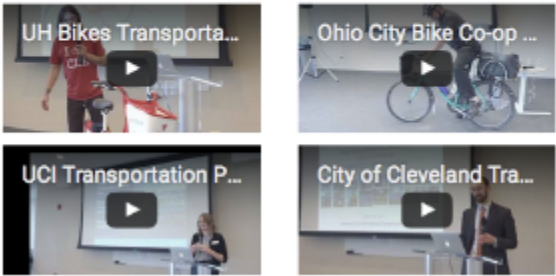 UH Bikes Transporta...
Ohio City Bike Co-op ...
UCI Transportation P...
City of Cleveland Tra...